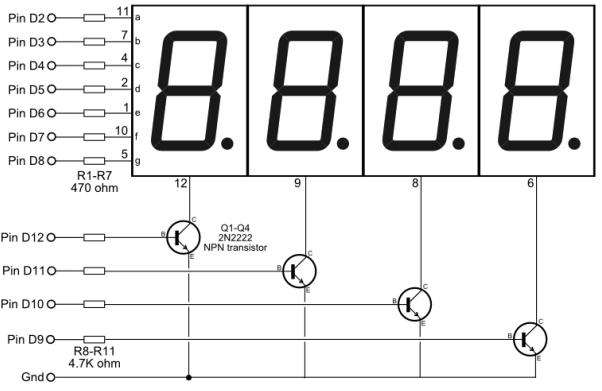 Pin D2 11 a
Pin D3 7 b
Pin D4 4 c
Pin D5 2 d
Pin D6 1 e
Pin D7 10 f
Pin D8 5 g
R1-R7
470 ohm
12 9 8 6
Pin D12 B C E
Q1-Q4
2N2222
NPN transistor
Pin D11 B C E
Pin D10 B C E
Pin D9 B C E
R8-R11
4.7K ohm
Gnd